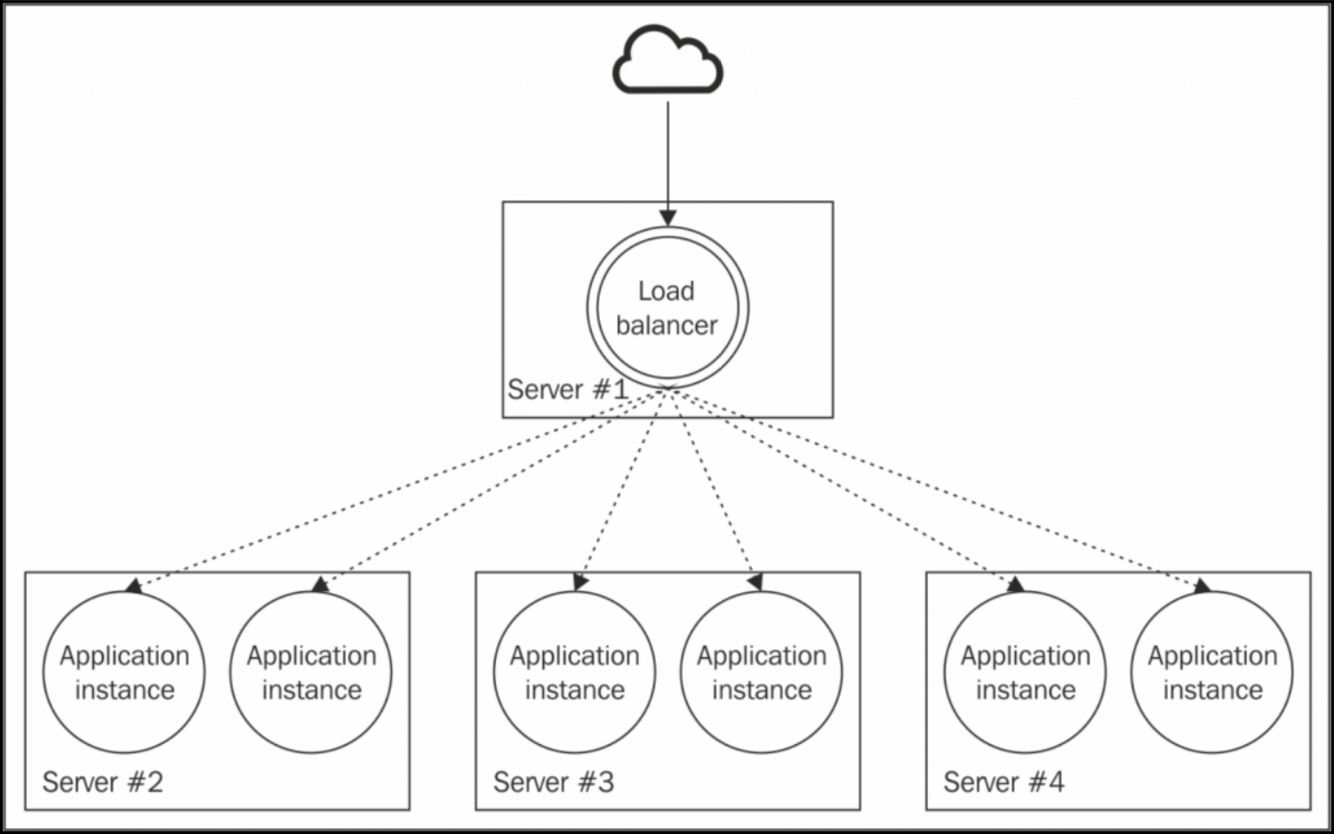 Load
balancer
Server #1
Application
instance
Application
instance
Server #2
Application
instance
Application
instance
Server #3
Application
instance
Application
instance
Server #4